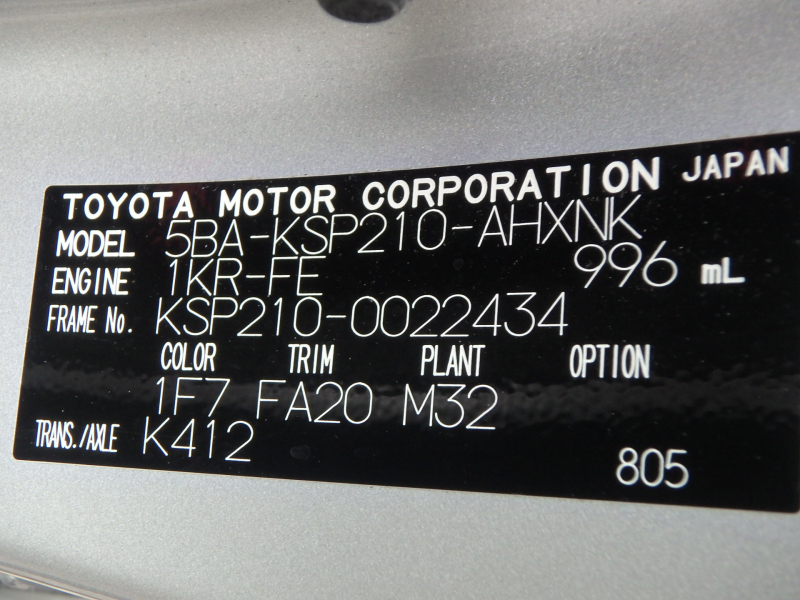 TOYOTA MOTOR CORPORATION JAPAN
MODEL 5BA-KSP210-AHXNK
ENGINE 1KR-FE 996 mL
FRAME No. KSP210-0022434
COLOR TRIM PLANT OPTION
1F7 FA20 M32
TRANS./AXLE K412
805